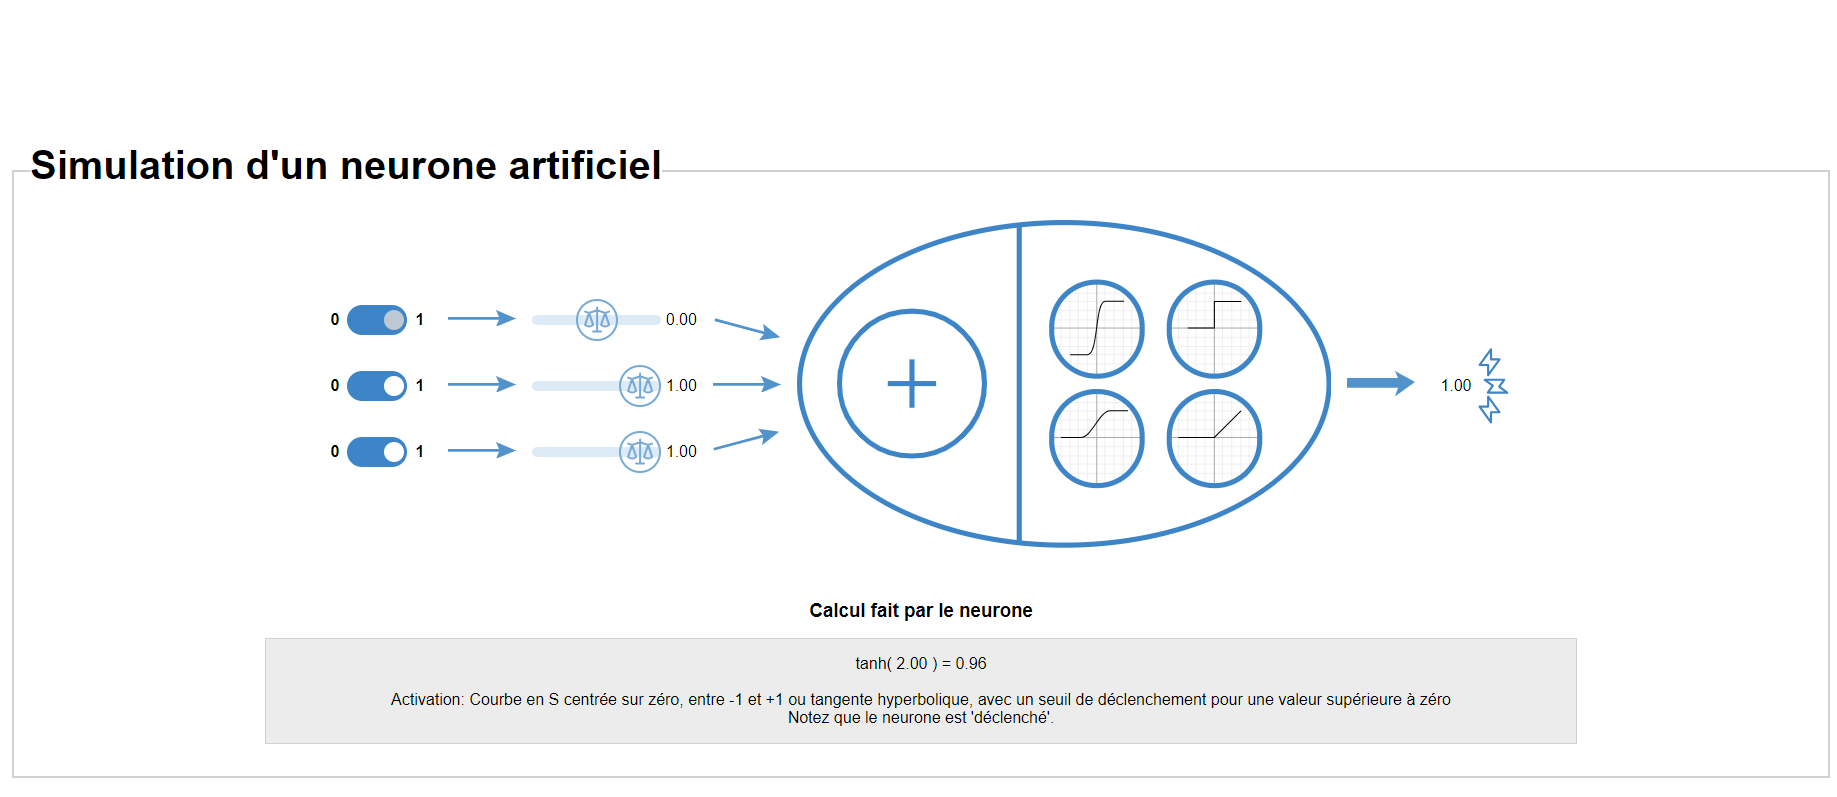 Simulation d'un neurone artificiel
0 1 0.00
0 1 1.00 1.00
0 1 1.00
Calcul fait par le neurone
tanh( 2.00 ) = 0.96
Activation: Courbe en S centrée sur zéro, entre -1 et +1 ou tangente hyperbolique, avec un seuil de déclenchement pour une valeur supérieure à zéro
Notez que le neurone est 'déclenché'.